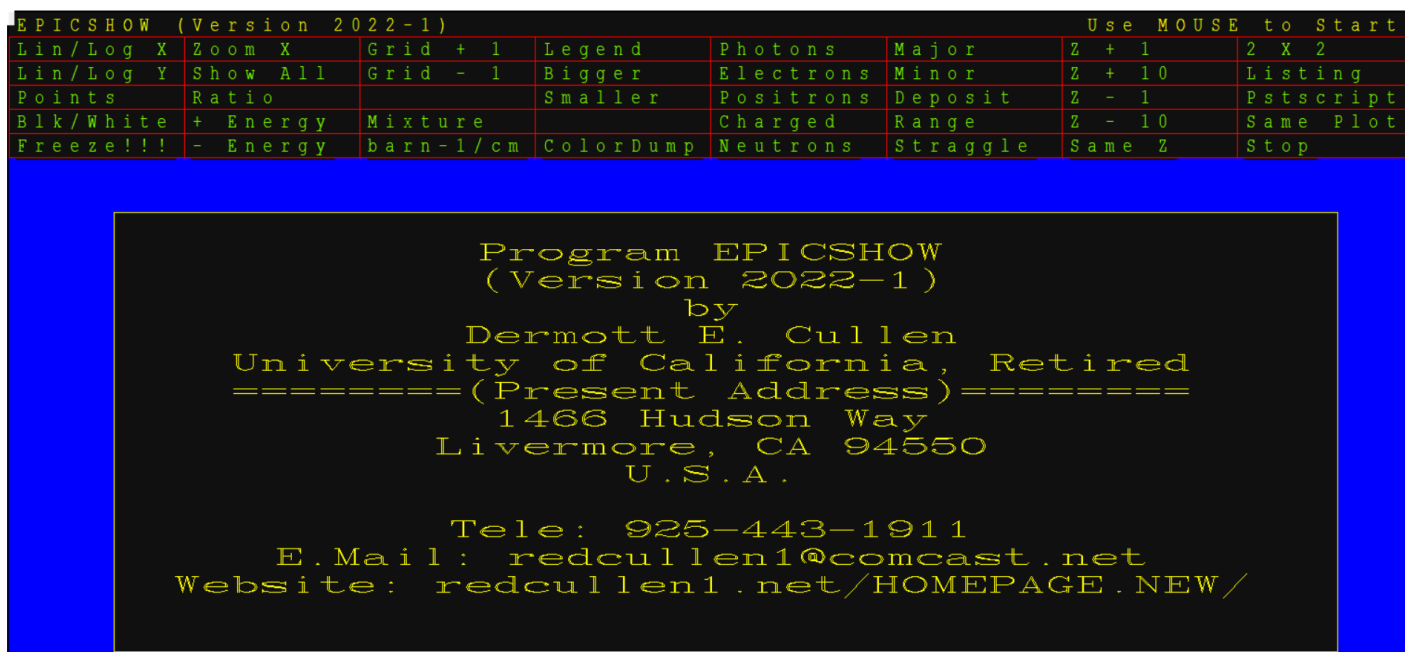 EPICSHOW (Version 2022-1) Use MOUSE to Start
Lin/Log X Zoom X Grid + 1 Legend Photons Major Z + 1 2 X 2
Lin/Log Y Show All Grid - 1 Bigger Electrons Minor Z + 10 Listing
Points Ratio Smaller Positrons Deposit Z - 1 Pstscript
Blk/White + Energy Mixture Charged Range Z - 10 Same Plot
Freeze!!! - Energy barn-1/cm ColorDump Neutrons Straggle Same Z Stop
Program EPICSHOW
(Version 2022-1)
by
Dermott E. Cullen
University of California, Retired
========(Present Address)========
1466 Hudson Way
Livermore, CA 94550
U.S.A.
Tele: 925-443-1911
E.Mail: redcullen1@comcast.net
Website: redcullen1.net/HOMEPAGE.NEW/